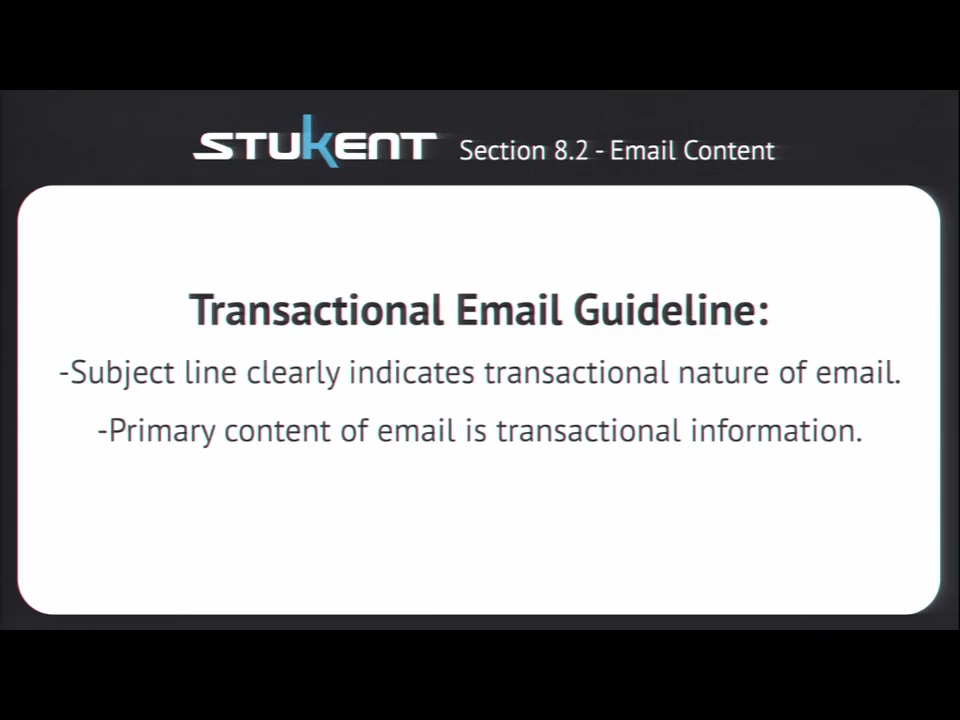 STUKENT Section 8.2 - Email Content
Transactional Email Guideline:
-Subject line clearly indicates transactional nature of email.
-Primary content of email is transactional information.